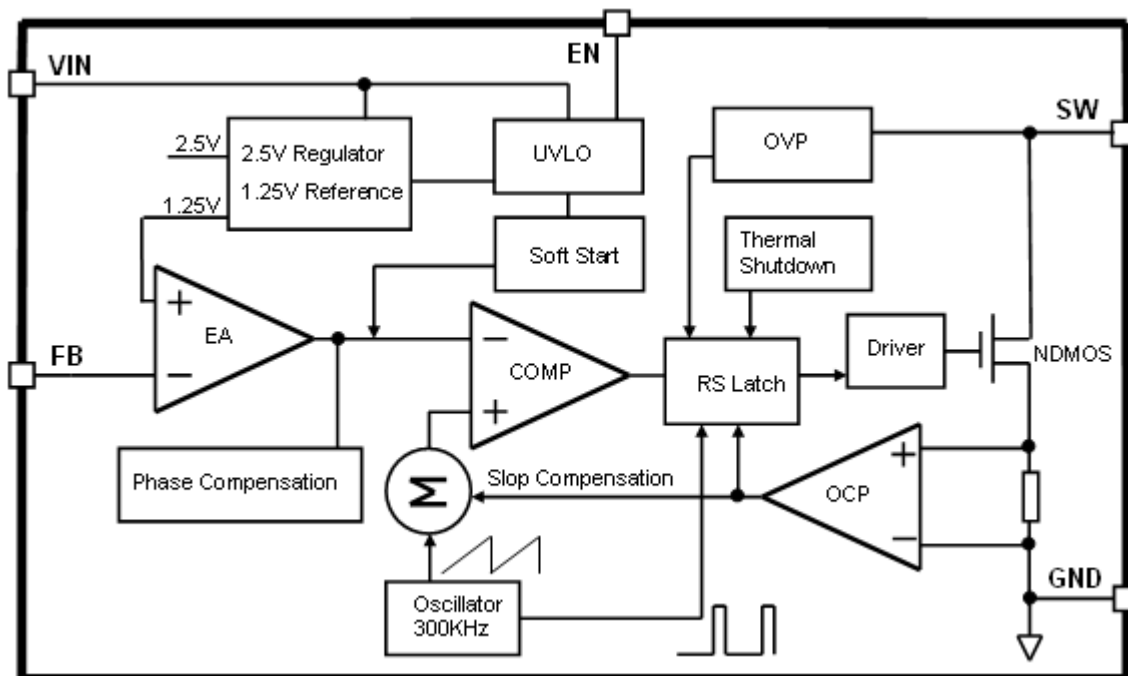 EN
VIN
SW
2.5V
2.5V Regulator
1.25V Reference
1.25V
UVLO
OVP
Soft Start
Thermal
Shutdown
+
EA
−
FB
−
COMP
+
RS Latch
Driver
NDMOS
Phase Compensation
Σ
Slop Compensation
+
OCP
−
Oscillator
300KHz
GND